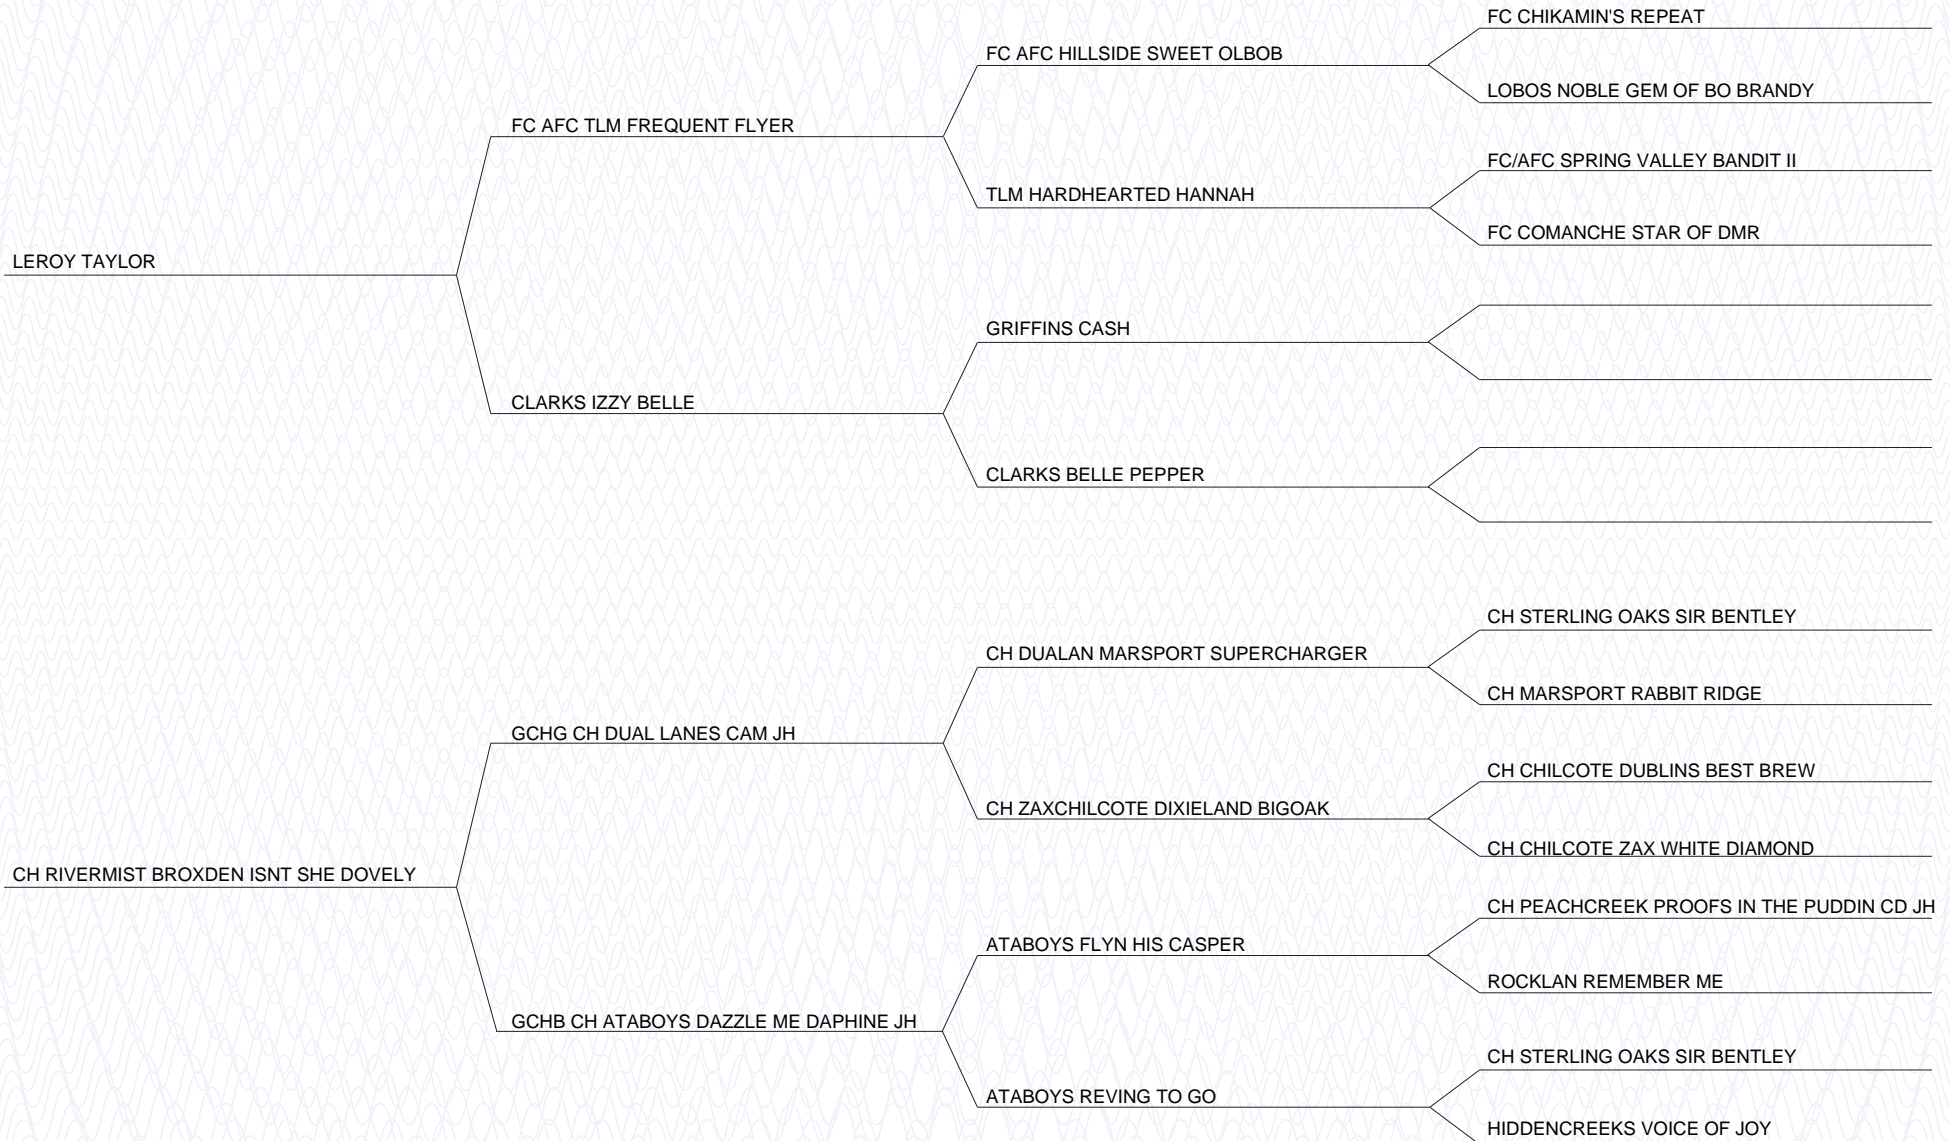 FC CHIKAMIN'S REPEAT
FC AFC HILLSIDE SWEET OLBOB
LOBOS NOBLE GEM OF BO BRANDY
FC AFC TLM FREQUENT FLYER
FC/AFC SPRING VALLEY BANDIT II
TLM HARDHEARTED HANNAH
FC COMANCHE STAR OF DMR
LEROY TAYLOR
GRIFFINS CASH
CLARKS IZZY BELLE
CLARKS BELLE PEPPER
CH STERLING OAKS SIR BENTLEY
CH DUALAN MARSPORT SUPERCHARGER
CH MARSPORT RABBIT RIDGE
GCHG CH DUAL LANES CAM JH
CH CHILCOTE DUBLINS BEST BREW
CH ZAXCHILCOTE DIXIELAND BIGOAK
CH CHILCOTE ZAX WHITE DIAMOND
CH RIVERMIST BROXDEN ISNT SHE DOVELY
CH PEACHCREEK PROOFS IN THE PUDDIN CD JH
ATABOYS FLYN HIS CASPER
ROCKLAN REMEMBER ME
GCHB CH ATABOYS DAZZLE ME DAPHINE JH
CH STERLING OAKS SIR BENTLEY
ATABOYS REVING TO GO
HIDDENCREEKS VOICE OF JOY